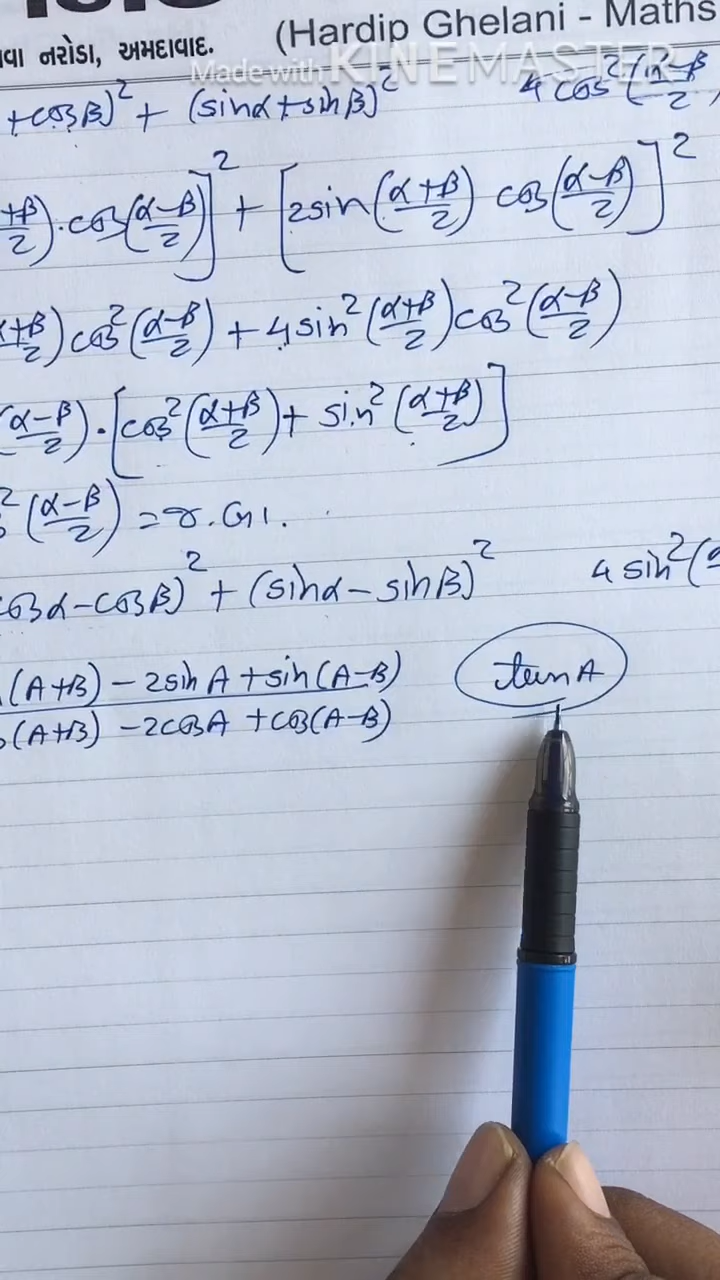 (Hardip Ghelani - Maths
વા નરોડા, અમદાવાદ.
Made with KINEMASTER
+cosβ)² + (sinα+sinβ)² 4cos²(α-β/2)
+β/2).cos(α-β/2)]² + [2sin(α+β/2) cos(α-β/2)]²
α+β/2)cos²(α-β/2) + 4sin²(α+β/2)cos²(α-β/2)
(α-β/2).[cos²(α+β/2) + sin²(α+β/2)]
²(α-β/2) = જ.બા.
cosα-cosβ)² + (sinα-sinβ)² 4sin²(α
(A+B) - 2sinA + sin(A-B) tanA
(A+B) - 2cosA + cos(A-B)